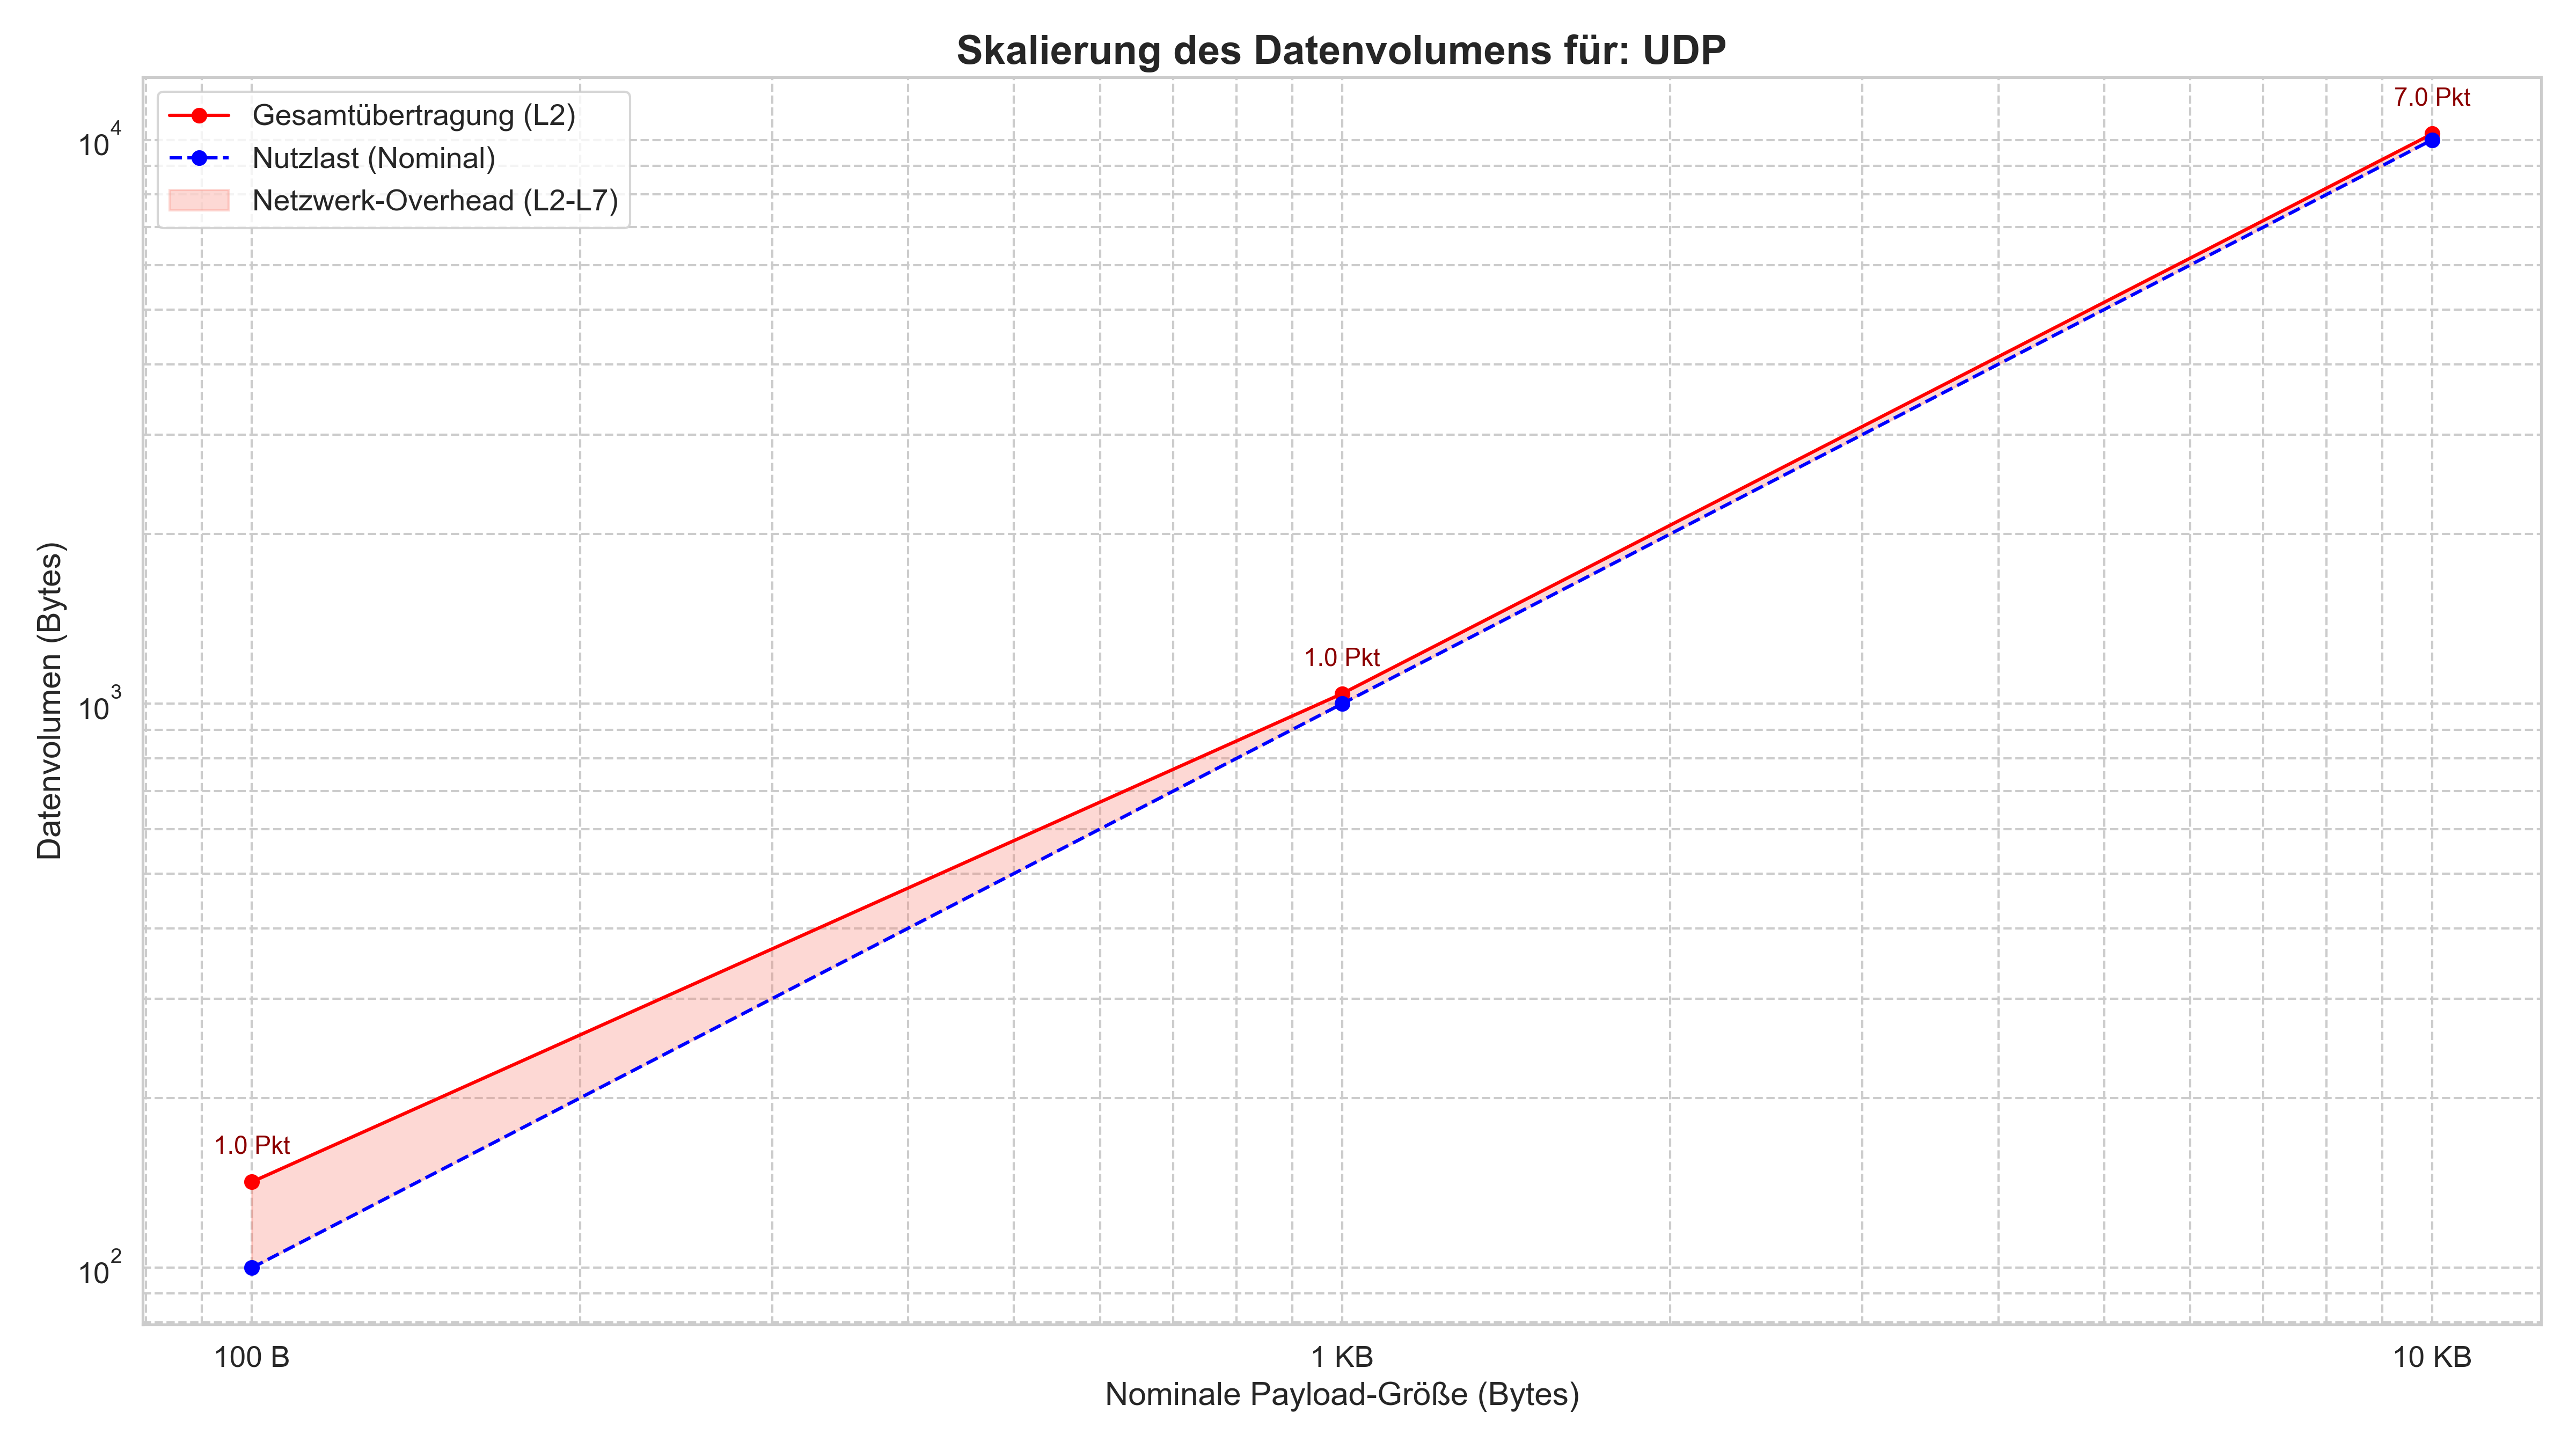 Skalierung des Datenvolumens für: UDP
Gesamtübertragung (L2)
Nutzlast (Nominal)
Netzwerk-Overhead (L2-L7)
7.0 Pkt
1.0 Pkt
1.0 Pkt
10^4
10^3
10^2
Datenvolumen (Bytes)
100 B
1 KB
10 KB
Nominale Payload-Größe (Bytes)